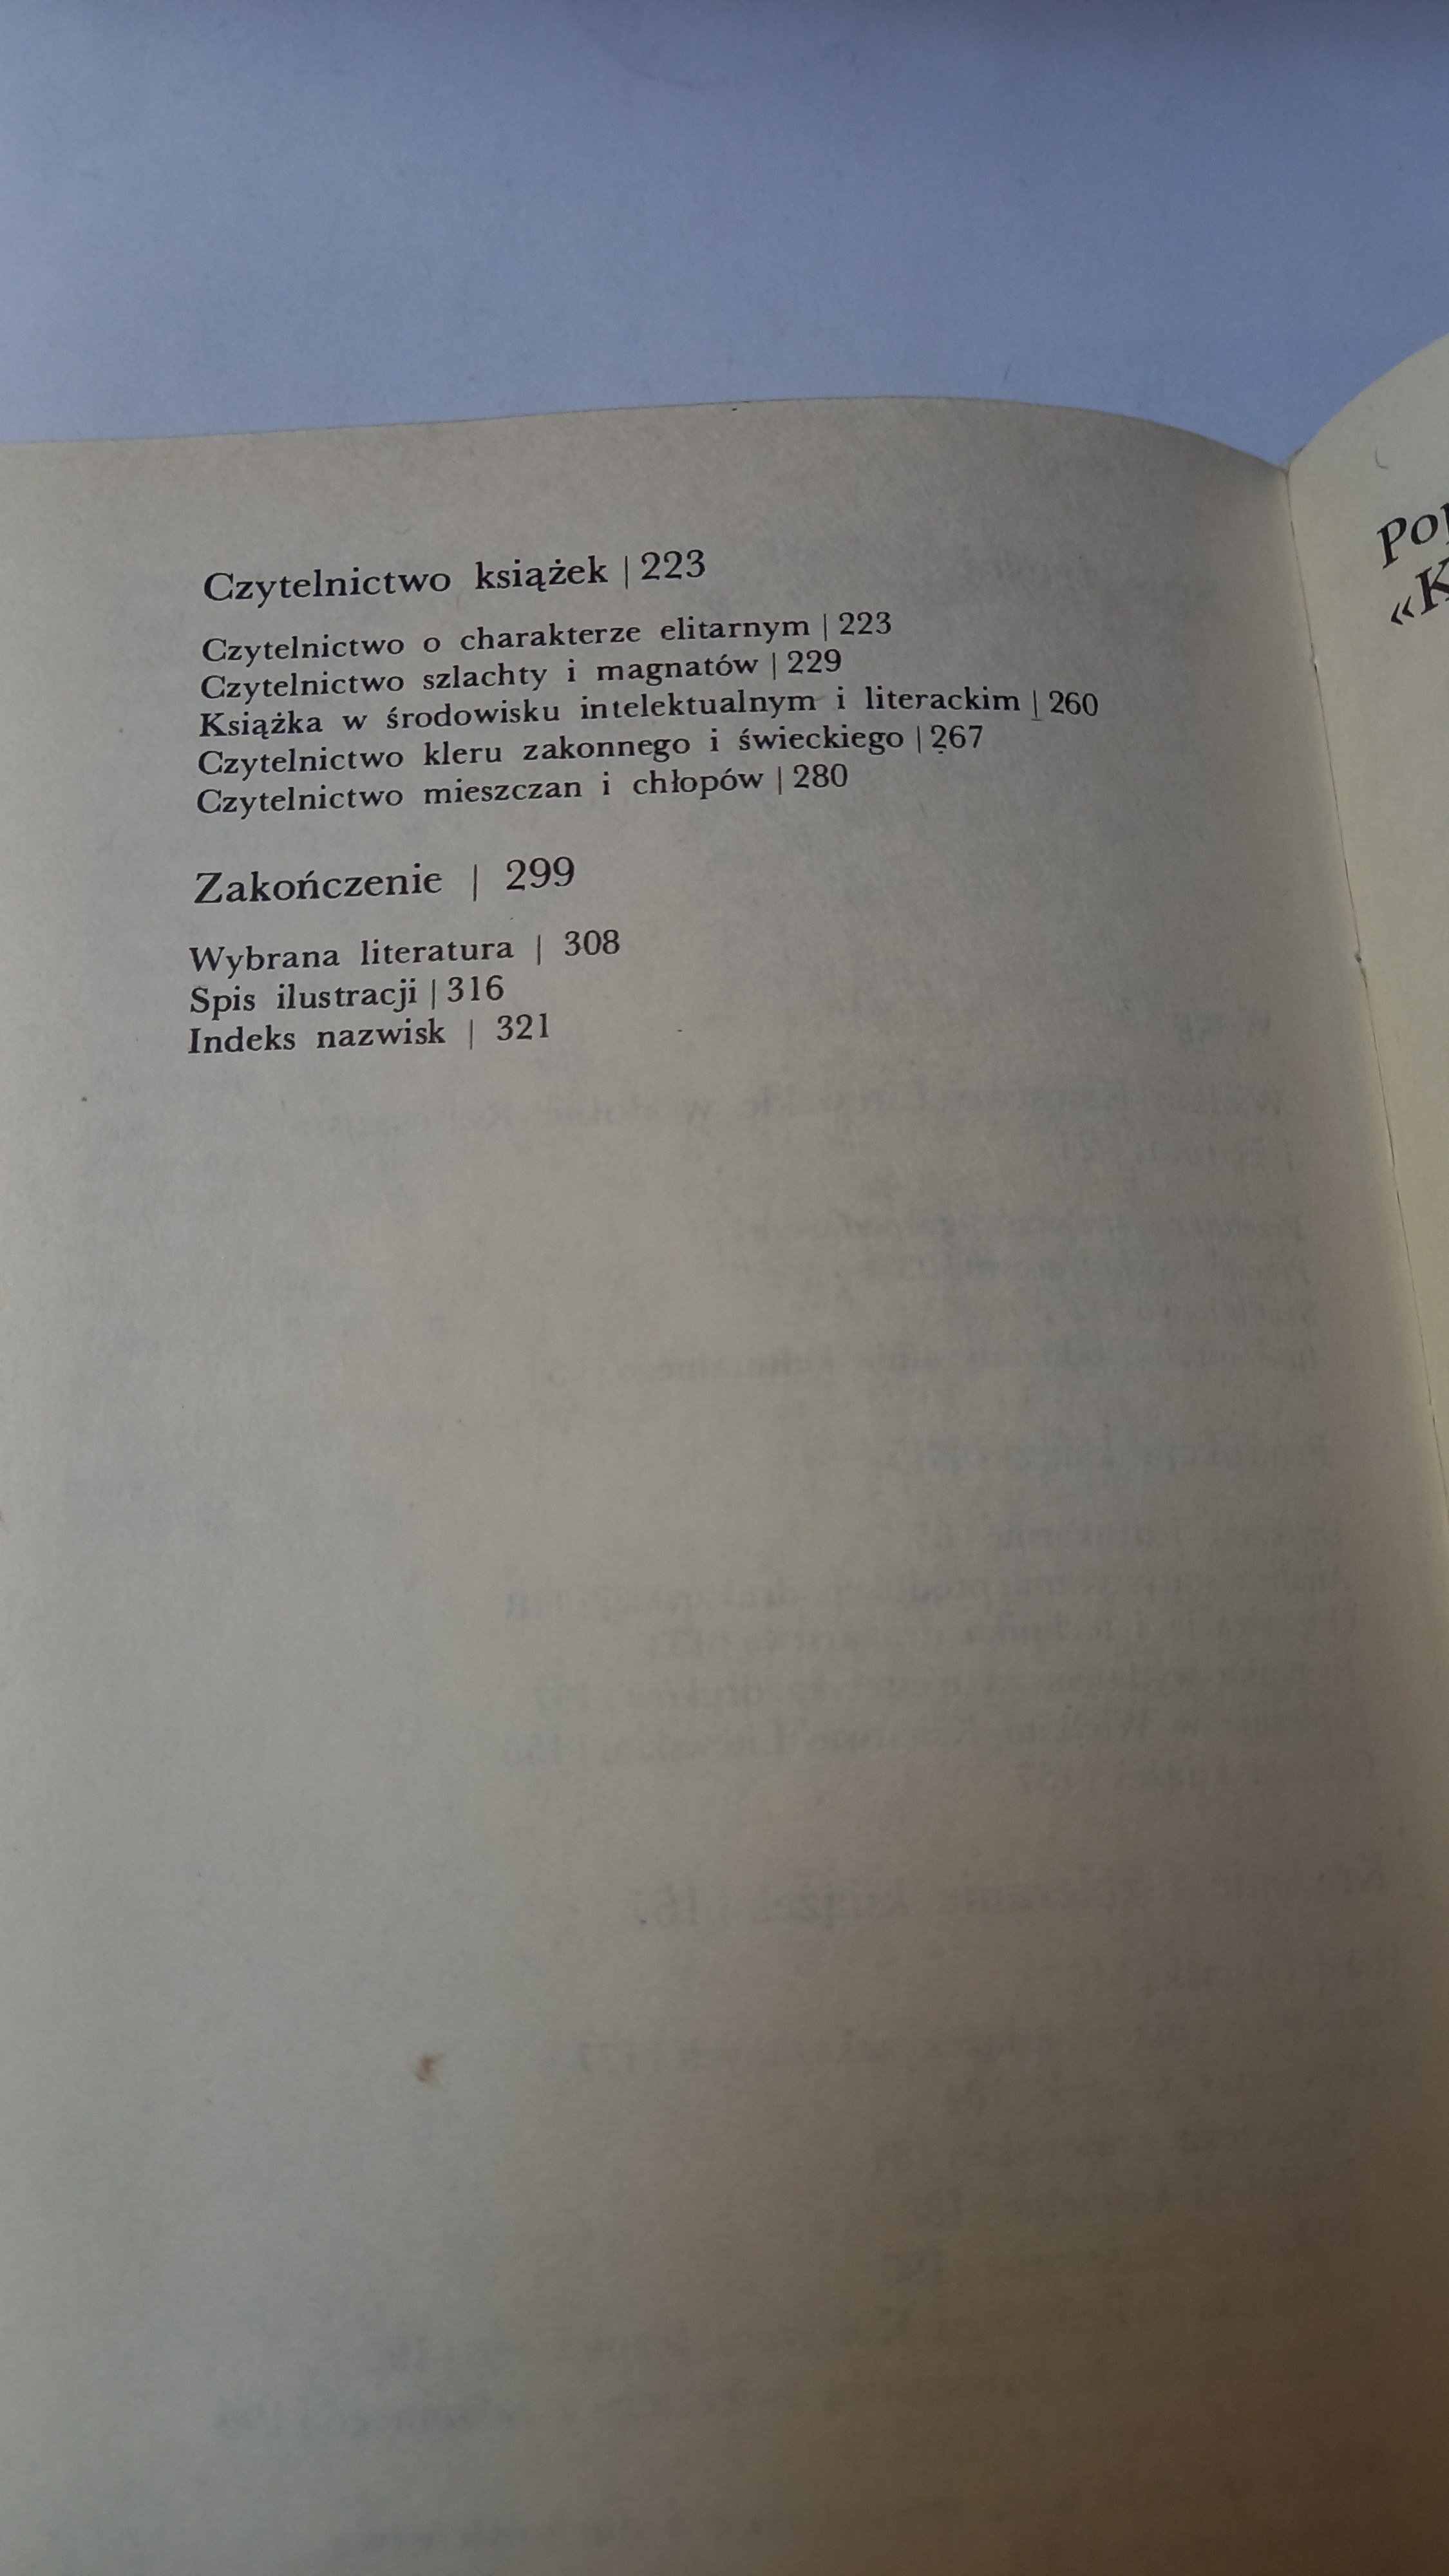 Czytelnictwo książek | 223
Czytelnictwo o charakterze elitarnym | 223
Czytelnictwo szlachty i magnatów | 229
Książka w środowisku intelektualnym i literackim | 260
Czytelnictwo kleru zakonnego i świeckiego | 267
Czytelnictwo mieszczan i chłopów | 280
Zakończenie | 299
Wybrana literatura | 308
Spis ilustracji | 316
Indeks nazwisk | 321